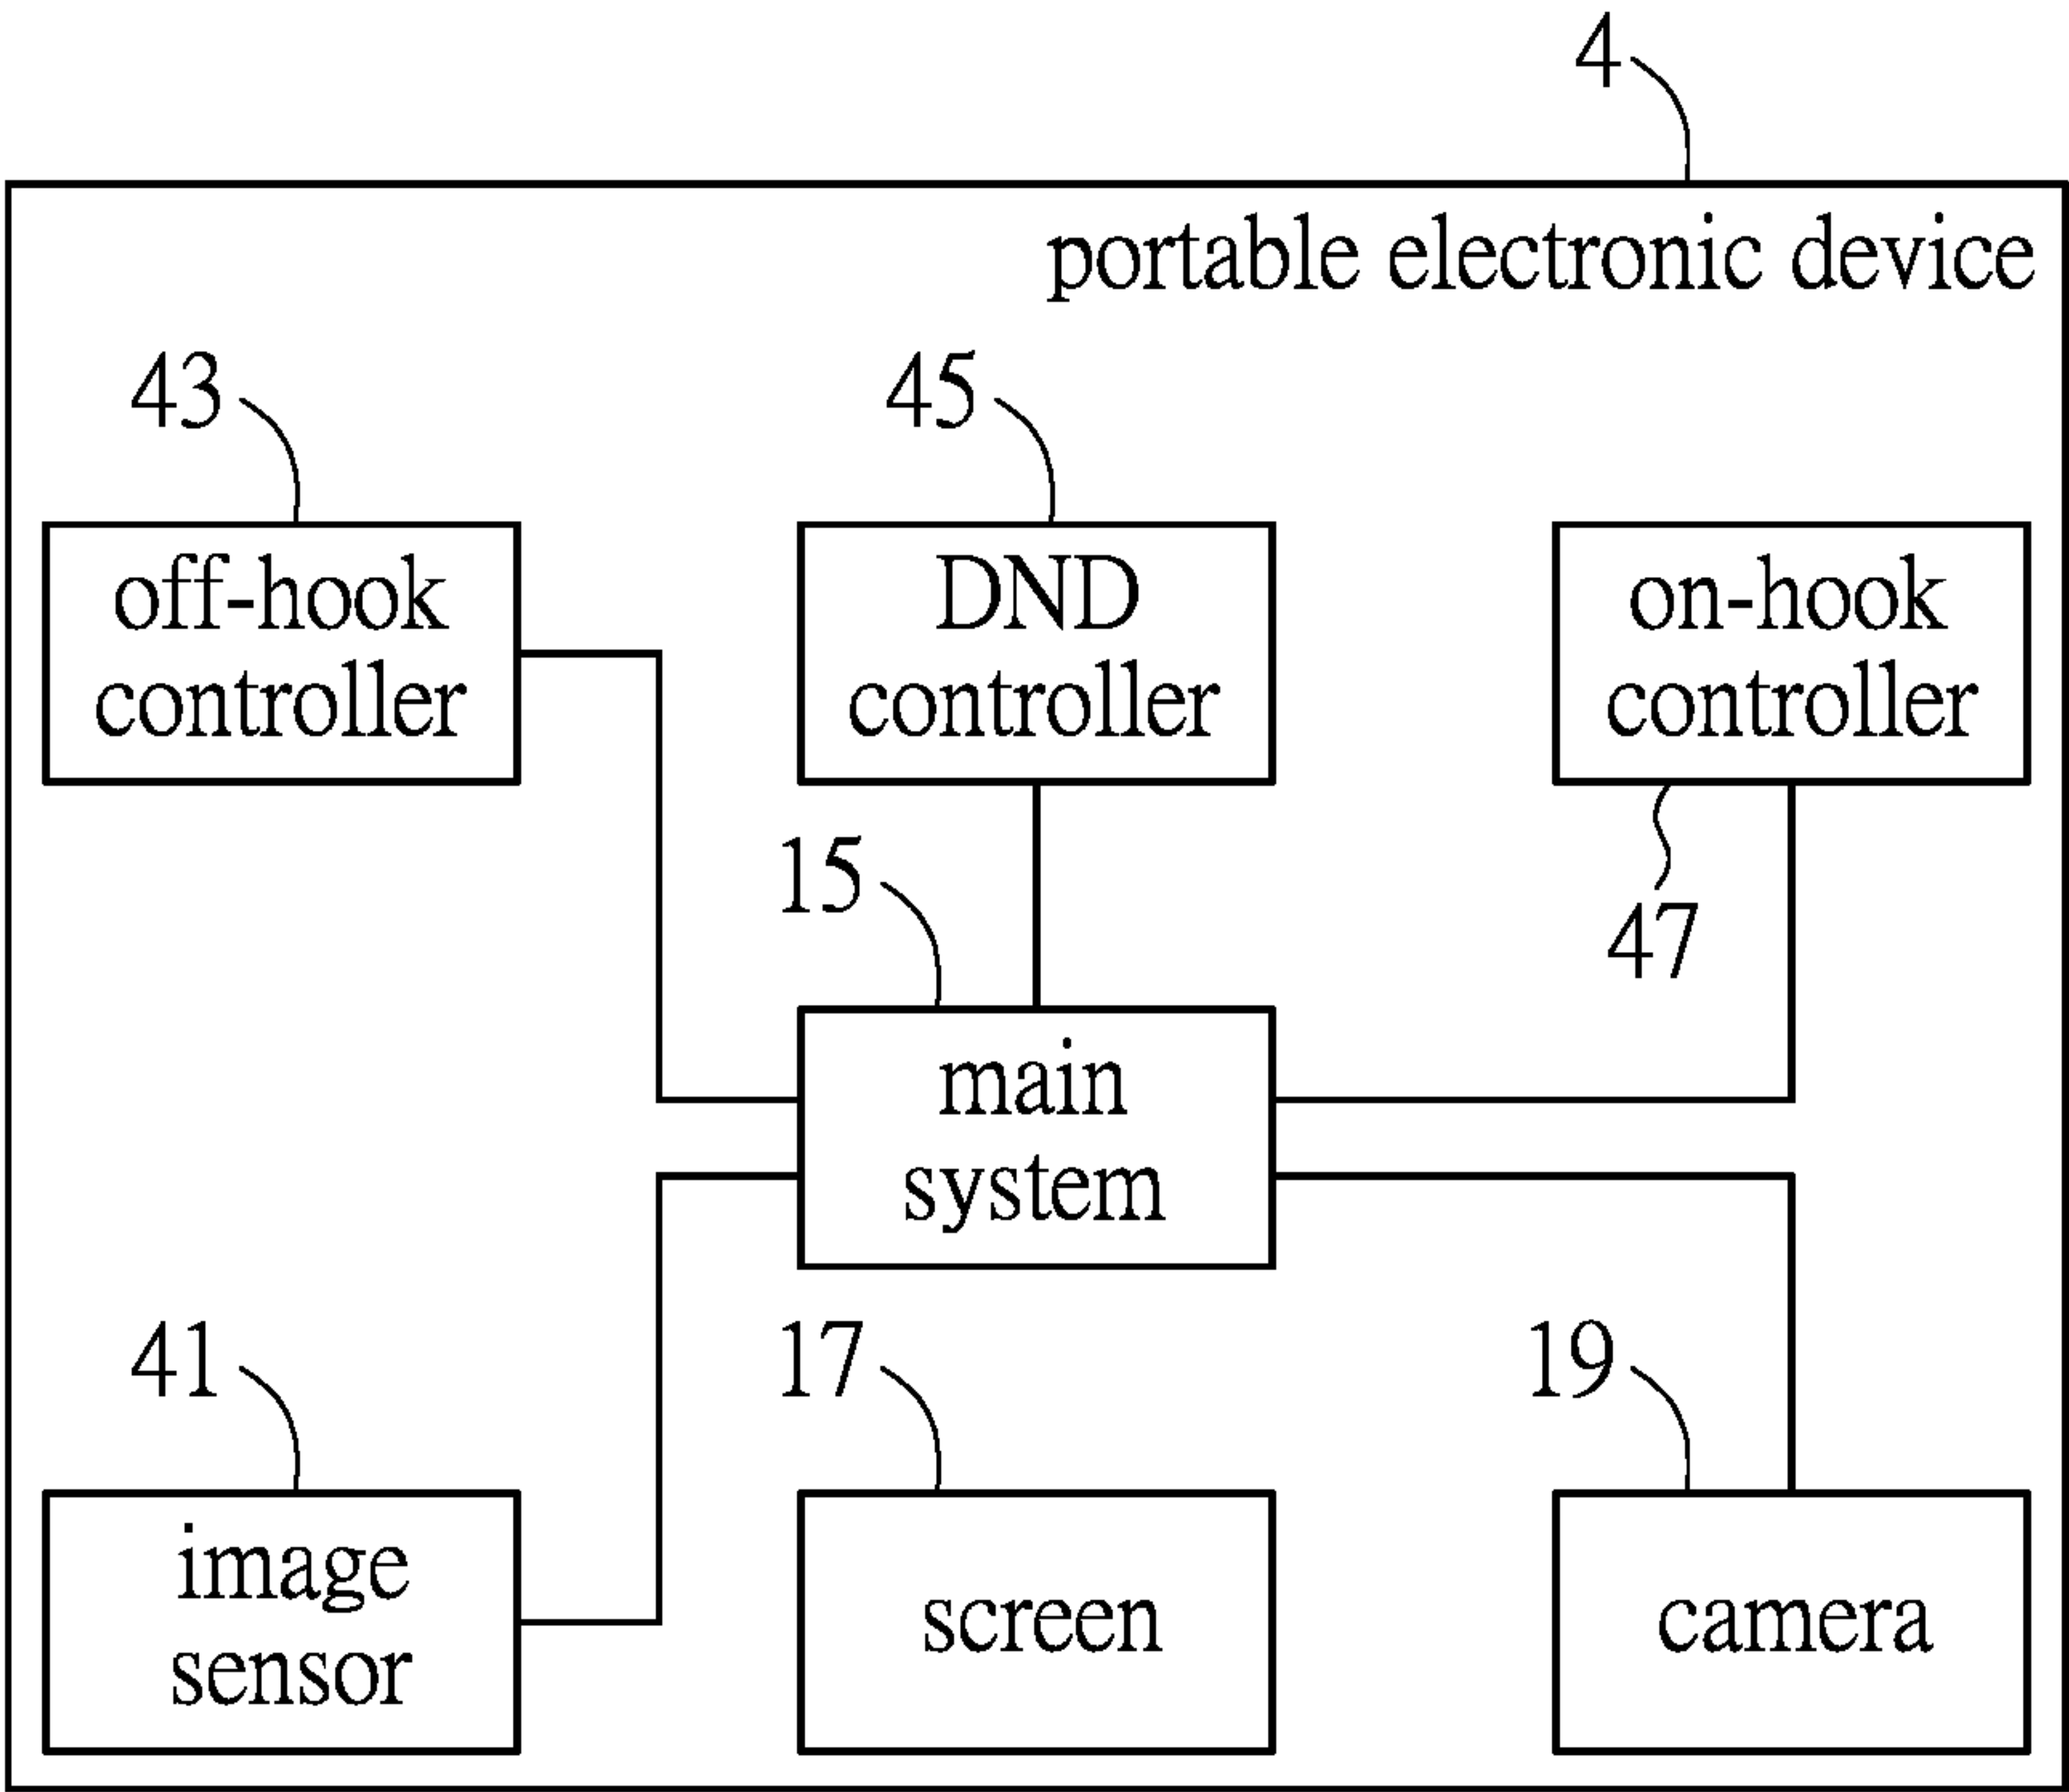 4
portable electronic device
43
45
off-hook
controller
DND
controller
on-hook
controller
15
47
main
system
41
17
19
image
sensor
screen
camera